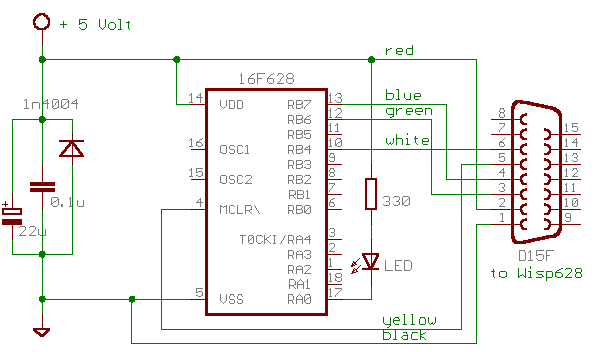 + 5 Volt
red
1n4004
16F628
14 VDD RB7 13 blue
RB6 12 green
RB5 11
16 OSC1 RB4 10 white
RB3 9
15 OSC2 RB2 8
RB1 7
4 MCLR\ RB0 6
T0CKI/RA4 3
RA3 2
RA2 1
RA1 18
5 VSS RA0 17
0.1u
+
22u
330
LED
8
7 15
6 14
5 13
4 12
3 11
2 10
1 9
D15F
to Wisp628
yellow
black